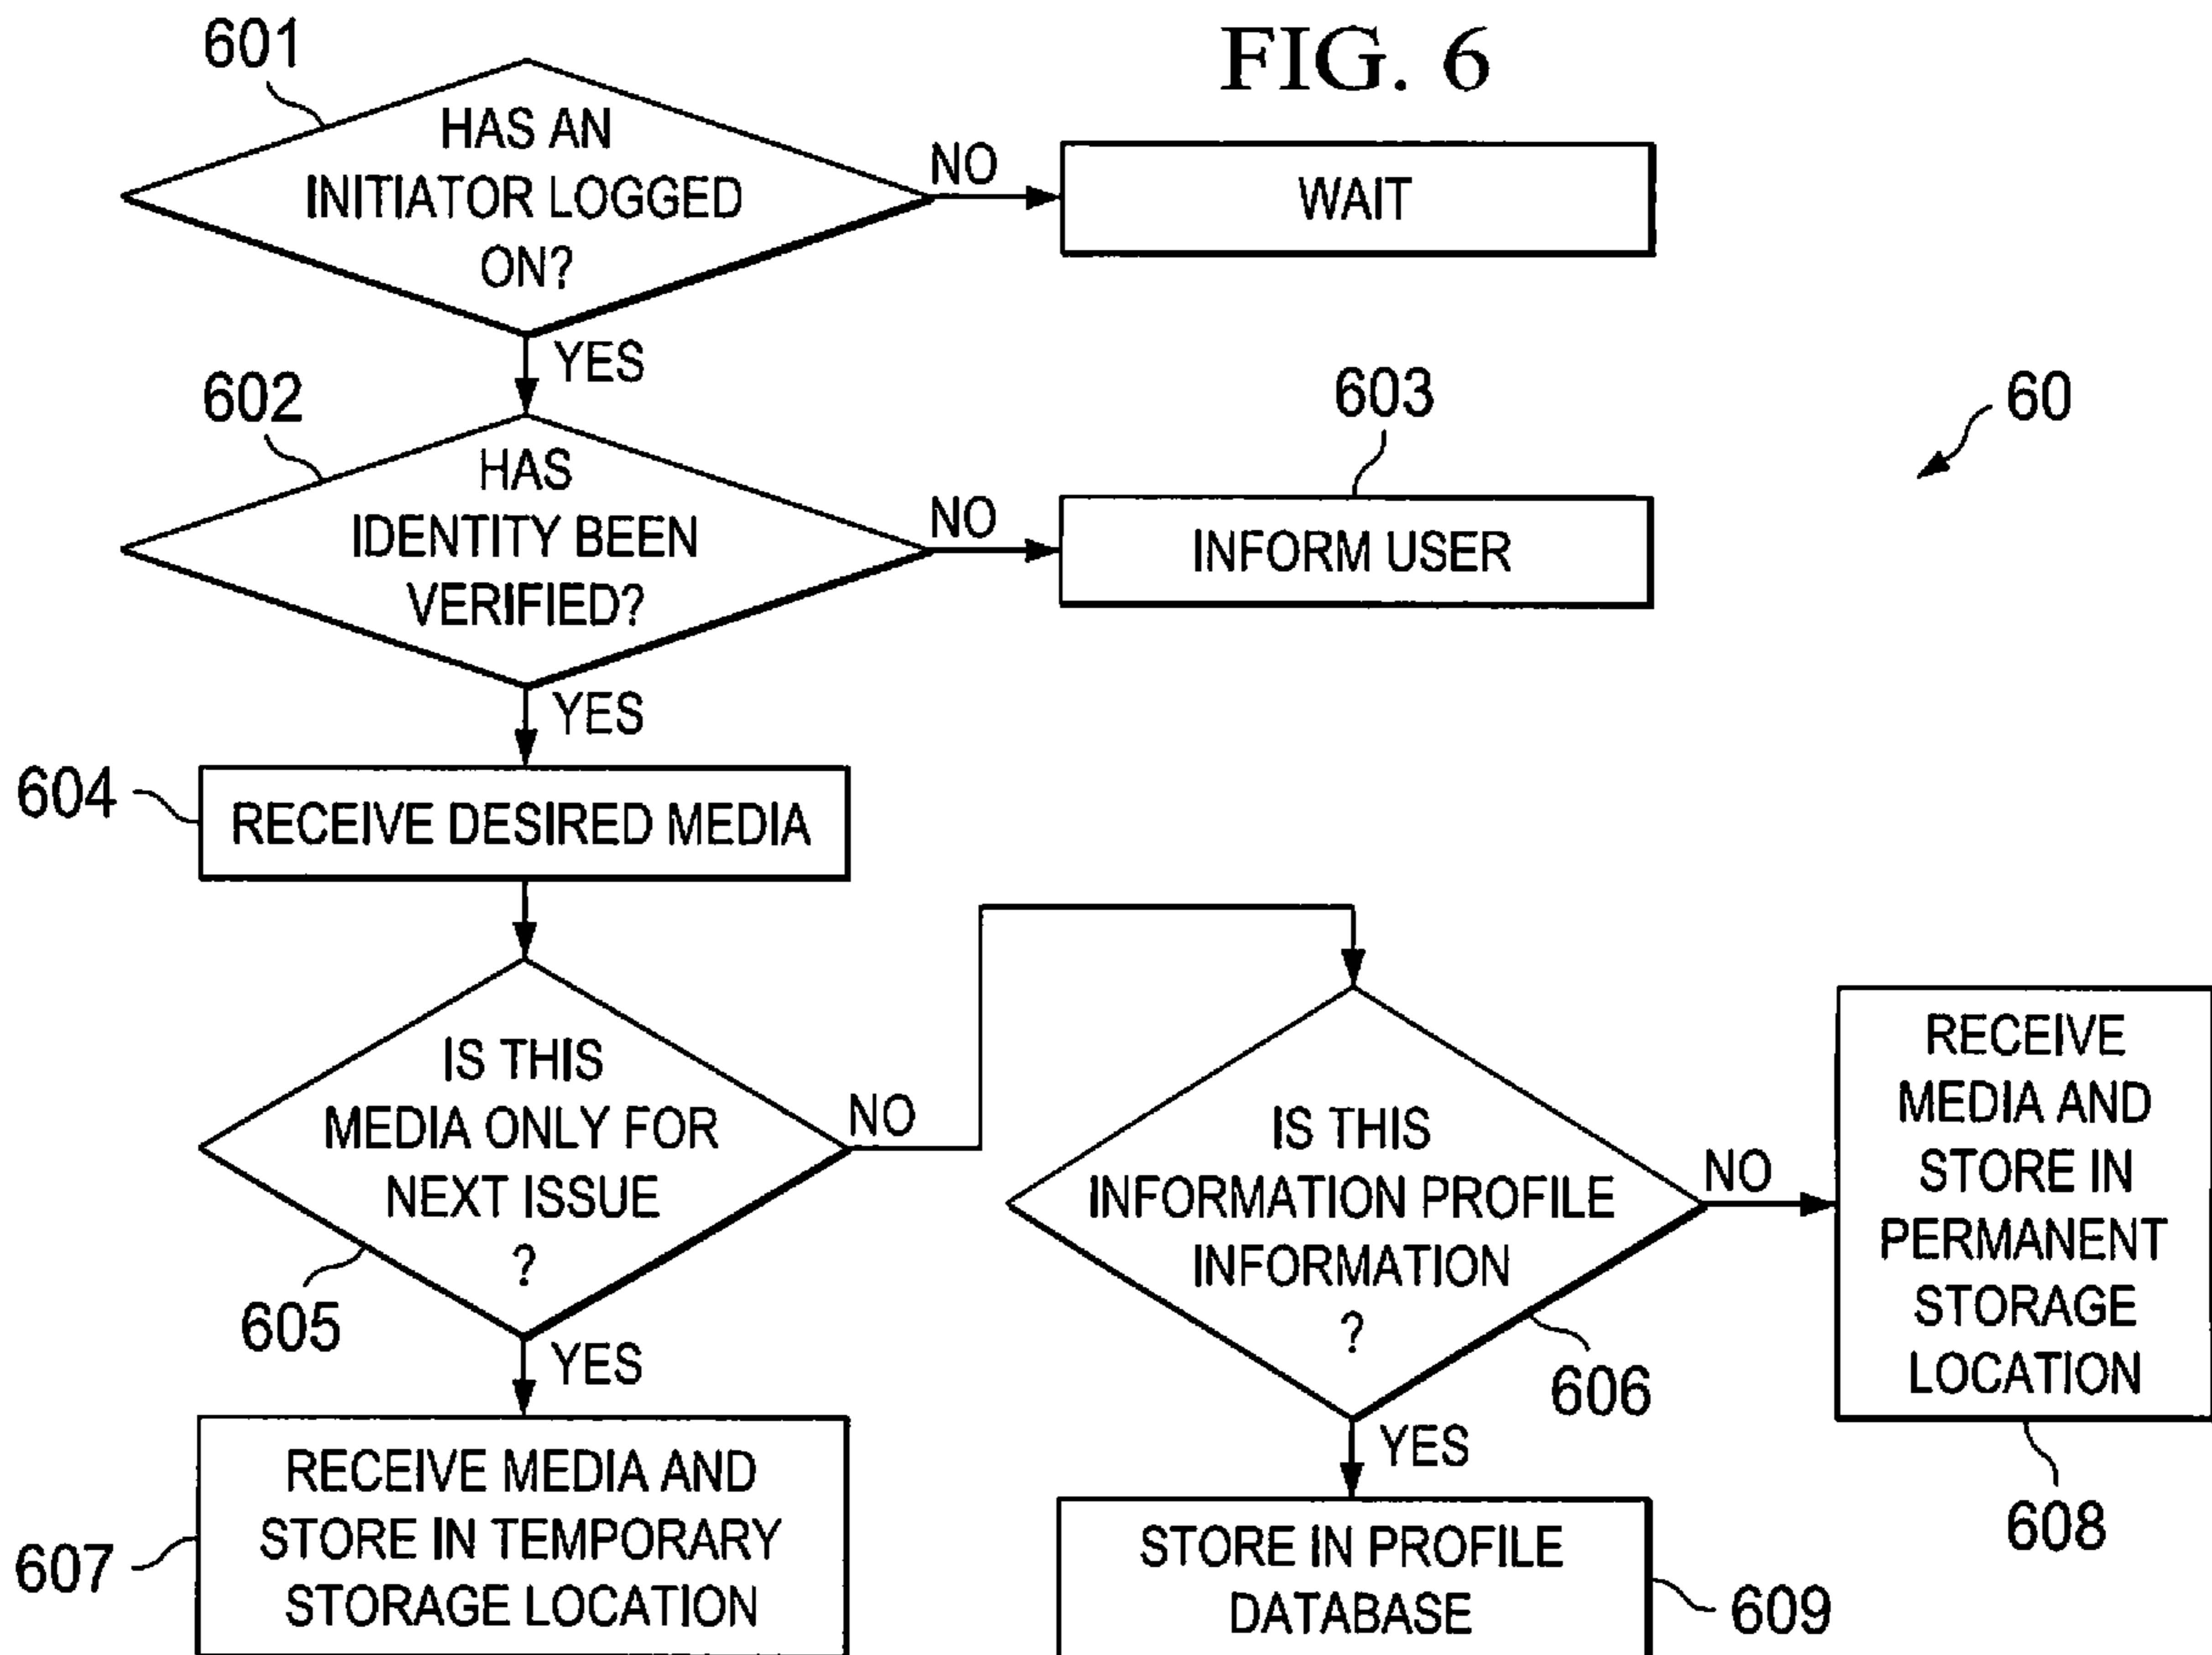 FIG. 6
601
HAS AN
INITIATOR LOGGED
ON?
NO
WAIT
YES
602
HAS
IDENTITY BEEN
VERIFIED?
NO
603
INFORM USER
60
YES
604
RECEIVE DESIRED MEDIA
IS THIS
MEDIA ONLY FOR
NEXT ISSUE
?
605
NO
YES
607
RECEIVE MEDIA AND
STORE IN TEMPORARY
STORAGE LOCATION
IS THIS
INFORMATION PROFILE
INFORMATION
?
606
NO
RECEIVE
MEDIA AND
STORE IN
PERMANENT
STORAGE
LOCATION
608
YES
STORE IN PROFILE
DATABASE
609